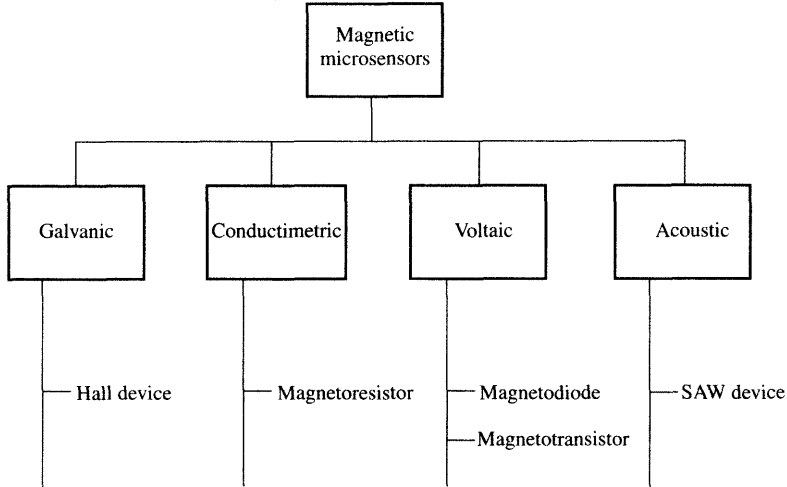 Magnetic
microsensors
Galvanic
Conductimetric
Voltaic
Acoustic
Hall device
Magnetoresistor
Magnetodiode
SAW device
Magnetotransistor